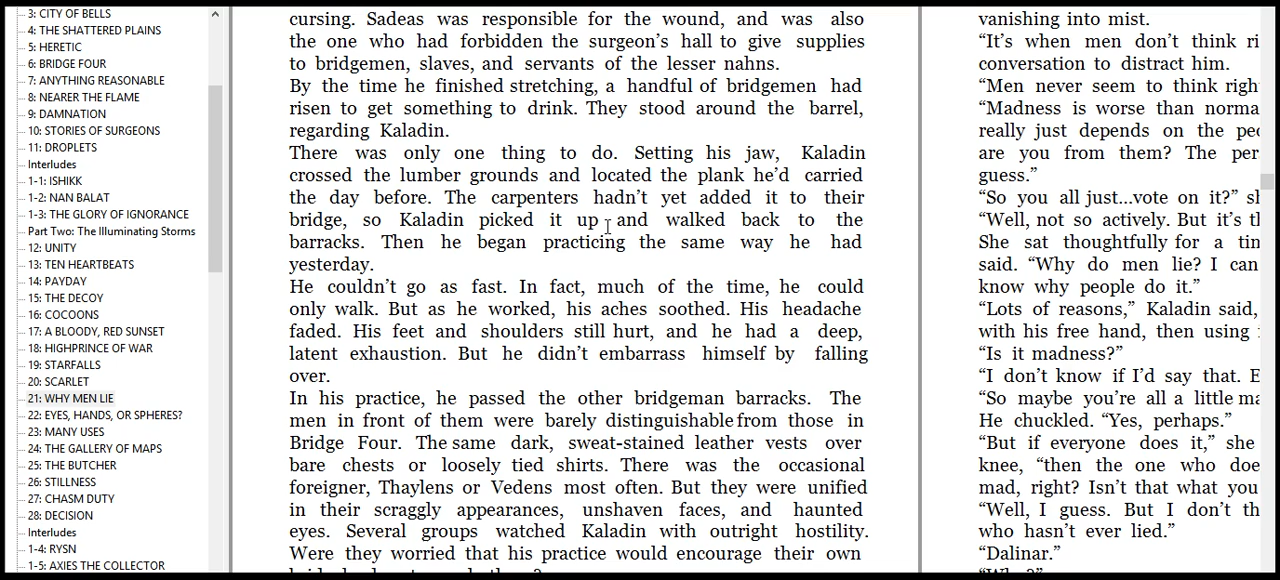 3: CITY OF BELLS
4: THE SHATTERED PLAINS
5: HERETIC
6: BRIDGE FOUR
7: ANYTHING REASONABLE
8: NEARER THE FLAME
9: DAMNATION
10: STORIES OF SURGEONS
11: DROPLETS
Interludes
1-1: ISHIKK
1-2: NAN BALAT
1-3: THE GLORY OF IGNORANCE
Part Two: The Illuminating Storms
12: UNITY
13: TEN HEARTBEATS
14: PAYDAY
15: THE DECOY
16: COCOONS
17: A BLOODY, RED SUNSET
18: HIGHPRINCE OF WAR
19: STARFALLS
20: SCARLET
21: WHY MEN LIE
22: EYES, HANDS, OR SPHERES?
23: MANY USES
24: THE GALLERY OF MAPS
25: THE BUTCHER
26: STILLNESS
27: CHASM DUTY
28: DECISION
Interludes
1-4: RYSN
1-5: AXIES THE COLLECTOR
cursing. Sadeas was responsible for the wound, and was also
the one who had forbidden the surgeon's hall to give supplies
to bridgemen, slaves, and servants of the lesser nahns.
By the time he finished stretching, a handful of bridgemen had
risen to get something to drink. They stood around the barrel,
regarding Kaladin.
There was only one thing to do. Setting his jaw, Kaladin
crossed the lumber grounds and located the plank he'd carried
the day before. The carpenters hadn't yet added it to their
bridge, so Kaladin picked it up and walked back to the
barracks. Then he began practicing the same way he had
yesterday.
He couldn't go as fast. In fact, much of the time, he could
only walk. But as he worked, his aches soothed. His headache
faded. His feet and shoulders still hurt, and he had a deep,
latent exhaustion. But he didn't embarrass himself by falling
over.
In his practice, he passed the other bridgeman barracks. The
men in front of them were barely distinguishable from those in
Bridge Four. The same dark, sweat-stained leather vests over
bare chests or loosely tied shirts. There was the occasional
foreigner, Thaylens or Vedens most often. But they were unified
in their scraggly appearances, unshaven faces, and haunted
eyes. Several groups watched Kaladin with outright hostility.
Were they worried that his practice would encourage their own
vanishing into mist.
"It's when men don't think ri
conversation to distract him.
"Men never seem to think righ
"Madness is worse than norma
really just depends on the peo
are you from them? The per
guess."
"So you all just...vote on it?" sh
"Well, not so actively. But it's th
She sat thoughtfully for a tin
said. "Why do men lie? I can
know why people do it."
"Lots of reasons," Kaladin said,
with his free hand, then using
"Is it madness?"
"I don't know if I'd say that. E
"So maybe you're all a little ma
He chuckled. "Yes, perhaps."
"But if everyone does it," she
knee, "then the one who doe
mad, right? Isn't that what you
"Well, I guess. But I don't th
who hasn't ever lied."
"Dalinar."